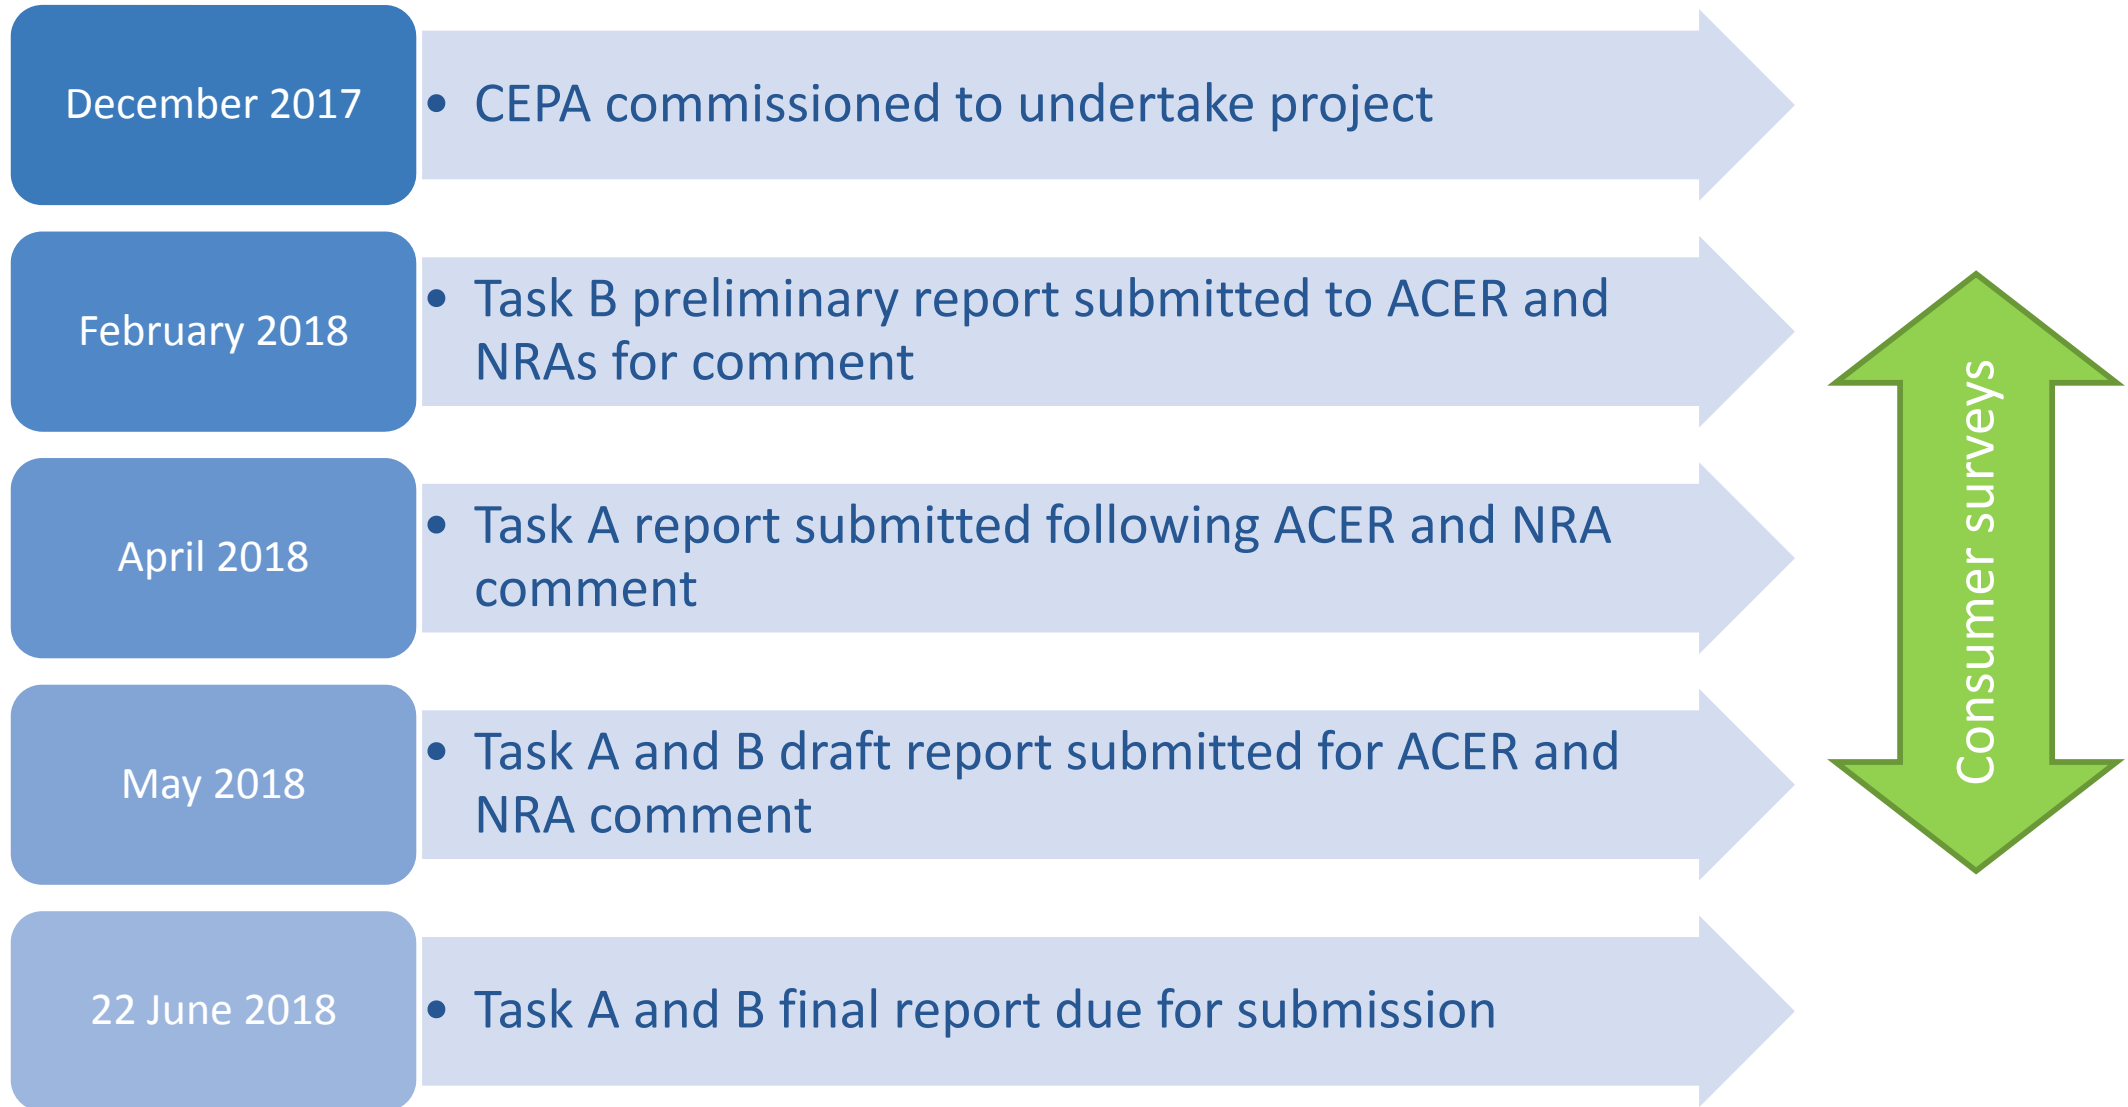 December 2017
• CEPA commissioned to undertake project
February 2018
• Task B preliminary report submitted to ACER and
NRAs for comment
April 2018
• Task A report submitted following ACER and NRA
comment
May 2018
• Task A and B draft report submitted for ACER and
NRA comment
22 June 2018
• Task A and B final report due for submission
Consumer surveys